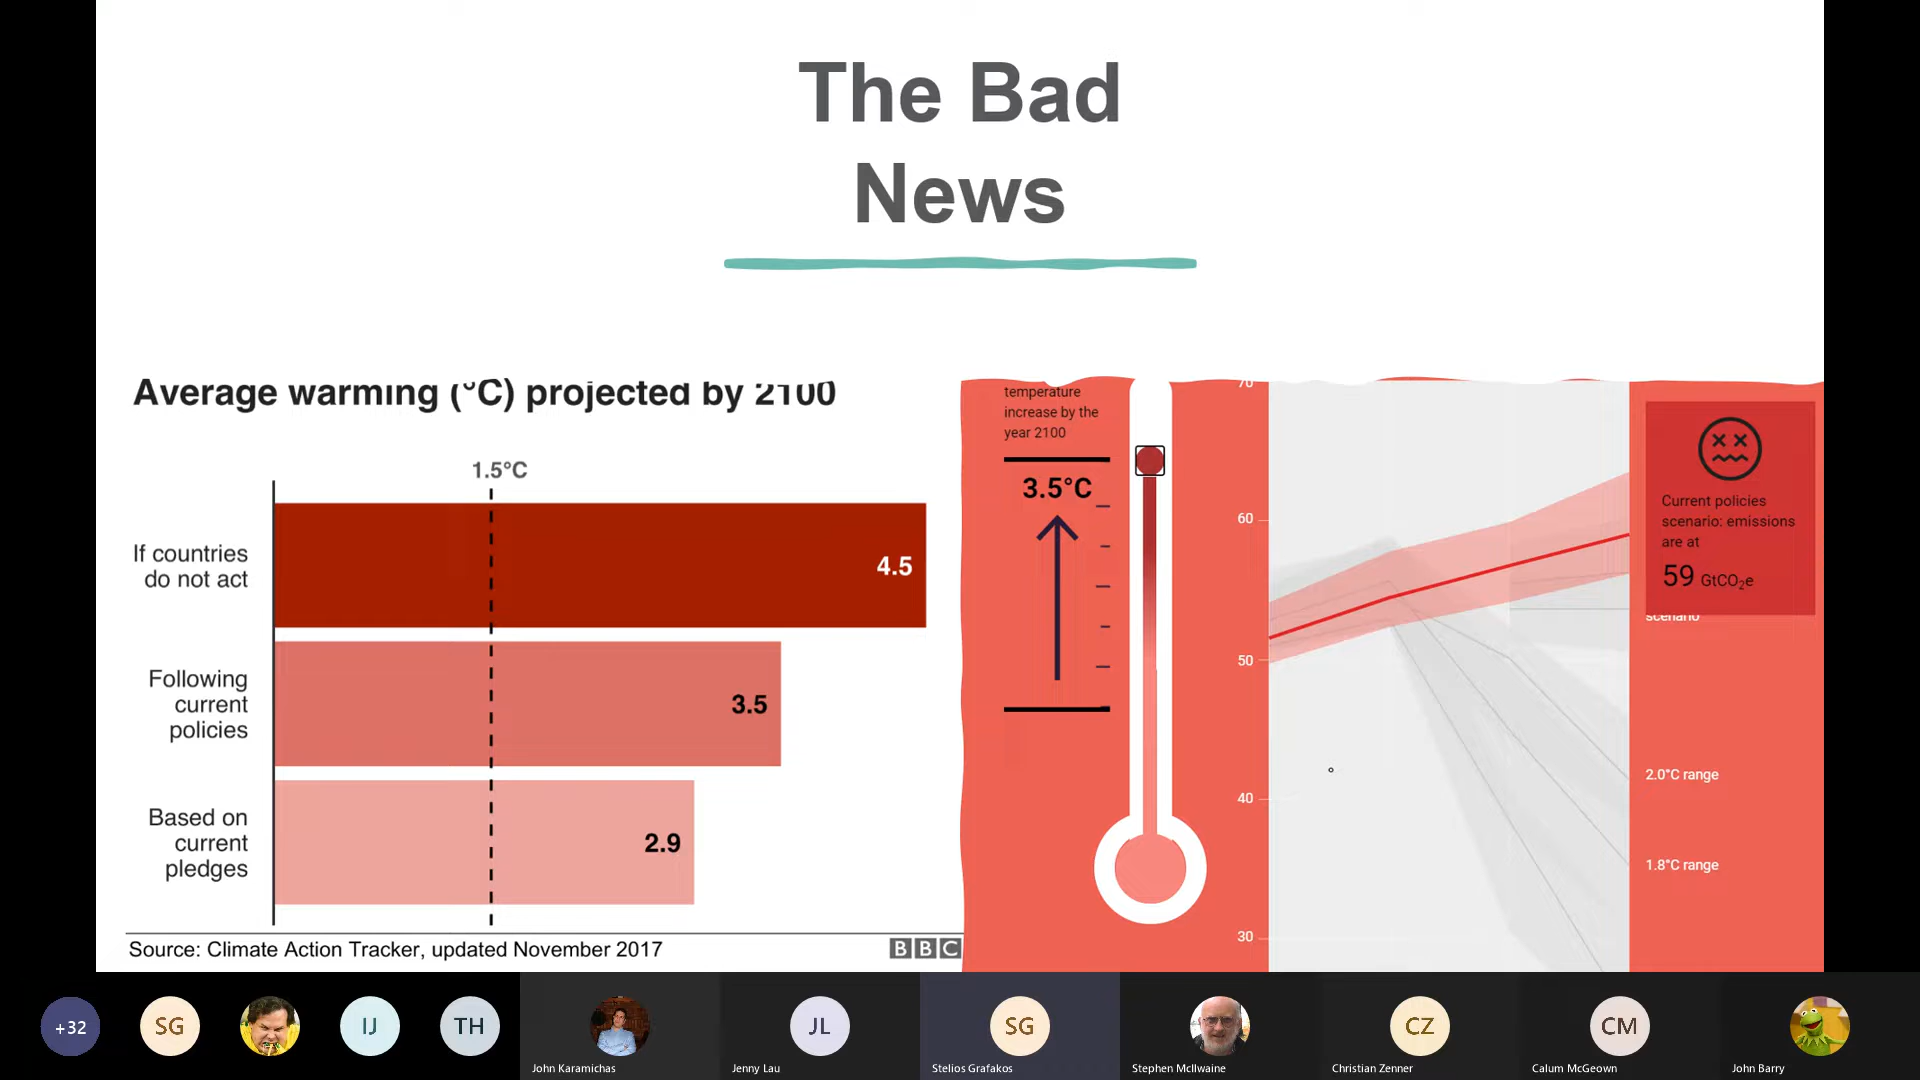 The Bad
News
Average warming (°C) projected by 2100
1.5°C
If countries
do not act
4.5
Following
current
policies
3.5
Based on
current
pledges
2.9
Source: Climate Action Tracker, updated November 2017
BBC
temperature
increase by the
year 2100
3.5°C
70
60
50
40
30
Current policies
scenario: emissions
are at
59 GtCO₂e
scenario
2.0°C range
1.8°C range
+32
SG
IJ
TH
John Karamichas
JL
Jenny Lau
SG
Stelios Grafakos
Stephen McIlwaine
CZ
Christian Zenner
CM
Calum McGeown
John Barry